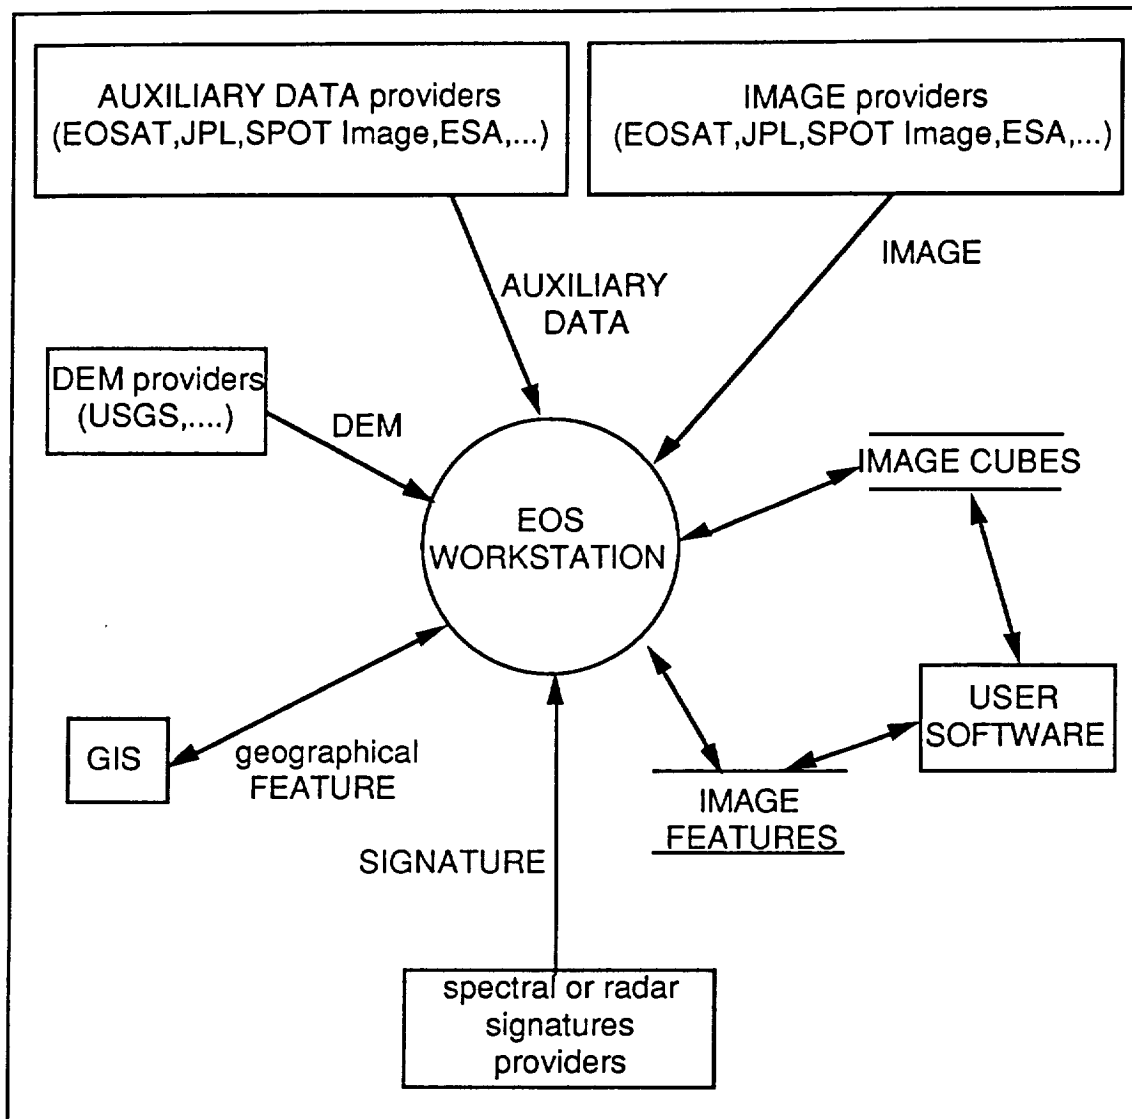 AUXILIARY DATA providers
(EOSAT,JPL,SPOT Image,ESA,...)
IMAGE providers
(EOSAT,JPL,SPOT Image,ESA,...)
IMAGE
AUXILIARY
DATA
DEM providers
(USGS,....)
DEM
IMAGE CUBES
EOS
WORKSTATION
USER
SOFTWARE
GIS
geographical
FEATURE
IMAGE
FEATURES
SIGNATURE
spectral or radar
signatures
providers